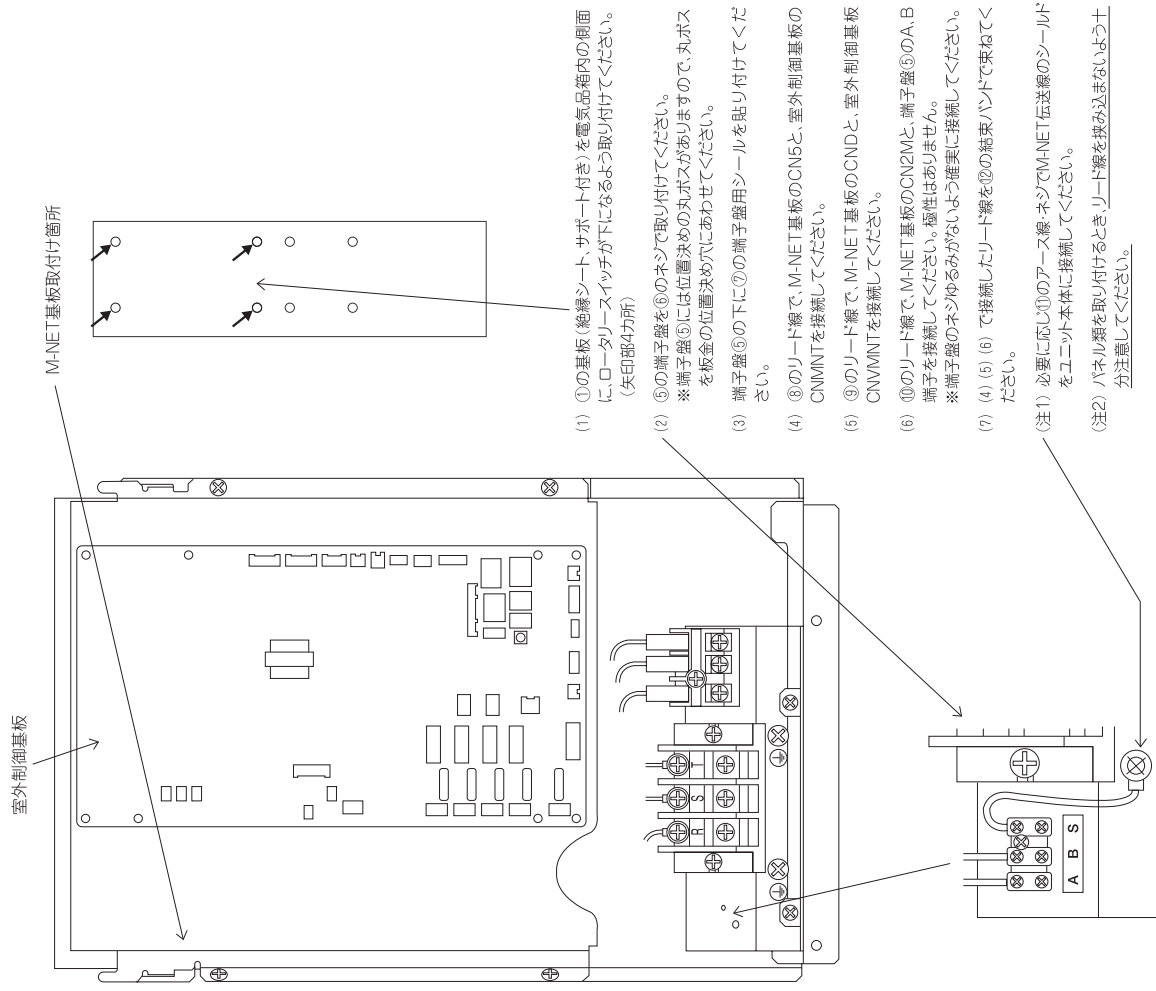 室外制御基板
M-NET基板取付け箇所
R
S
T
A B S
(1) ①の基板(絶縁シート、サポート付き)を電気品箱内の側面
に、ロータリースイッチが下になるよう取り付けてください。
(矢印部4カ所)
(2) ⑤の端子盤を⑥のネジで取り付けてください。
※端子盤⑤には位置決めの丸ボスがありますので、丸ボス
を板金の位置決め穴にあわせてください。
(3) 端子盤⑤の下に⑦の端子盤用シールを貼り付けてくだ
さい。
(4) ⑧のリード線で、M-NET基板のCN5と、室外制御基板の
CNMNTを接続してください。
(5) ⑨のリード線で、M-NET基板のCNDと、室外制御基板
CNVMNTを接続してください。
(6) ⑩のリード線で、M-NET基板のCN2Mと、端子盤⑤のA、B
端子を接続してください。極性はありません。
※端子盤のネジゆるみがないよう確実に接続してください。
(7) (4)(5)(6)で接続したリード線を⑫の結束バンドで束ねてく
ださい。
(注1) 必要に応じ⑪のアース線・ネジでM-NET伝送線のシールド
をユニット本体に接続してください。
(注2) パネル類を取り付けるとき、リード線を挟み込まないよう十
分注意してください。